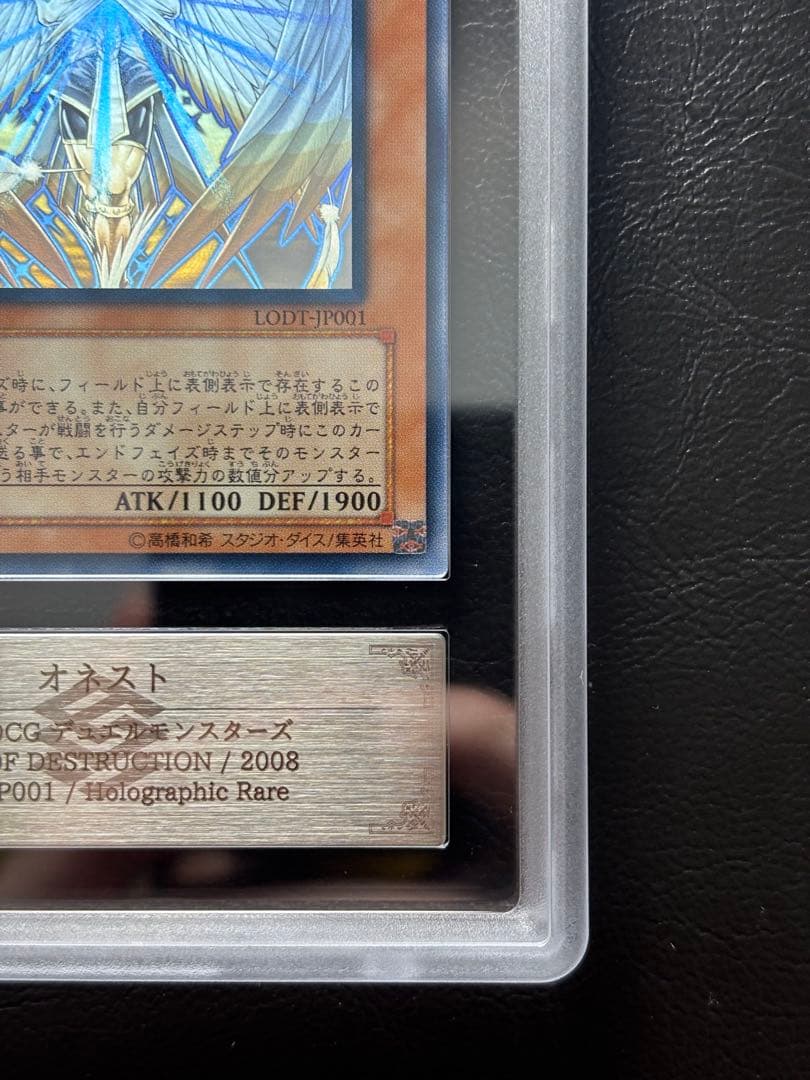 LODT-JP001
ズ時に、フィールド上に表側表示で存在するこの
事ができる。また、自分フィールド上に表側表示で
スターが戦闘を行うダメージステップ時にこのカー
送る事で、エンドフェイズ時までそのモンスター
う相手モンスターの攻撃力の数値分アップする。
ATK/1100 DEF/1900
©高橋和希 スタジオ・ダイス/集英社
オネスト
OCG デュエルモンスターズ
OF DESTRUCTION / 2008
P001 / Holographic Rare